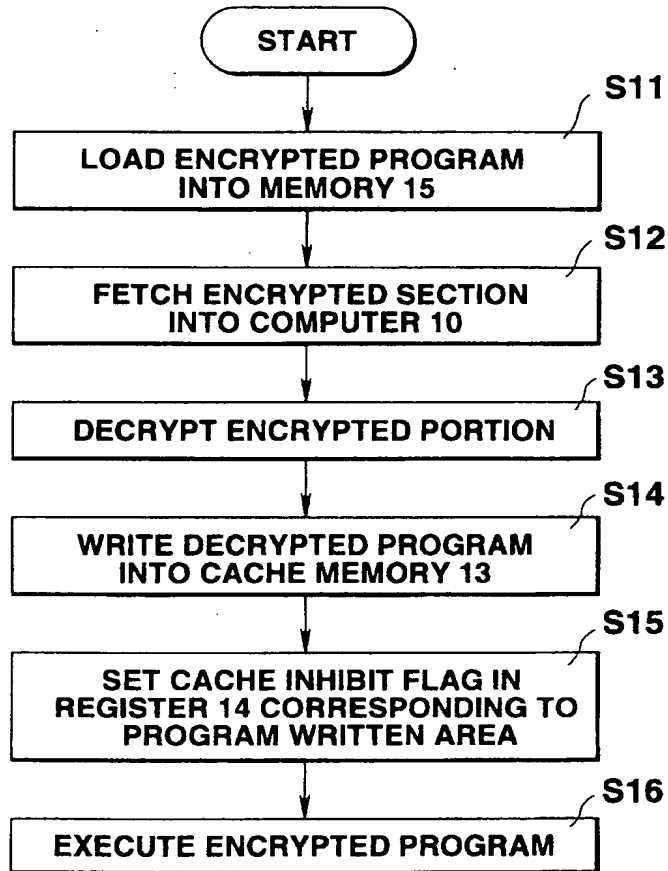 START
S11
LOAD ENCRYPTED PROGRAM
INTO MEMORY 15
S12
FETCH ENCRYPTED SECTION
INTO COMPUTER 10
S13
DECRYPT ENCRYPTED PORTION
S14
WRITE DECRYPTED PROGRAM
INTO CACHE MEMORY 13
S15
SET CACHE INHIBIT FLAG IN
REGISTER 14 CORRESPONDING TO
PROGRAM WRITTEN AREA
S16
EXECUTE ENCRYPTED PROGRAM